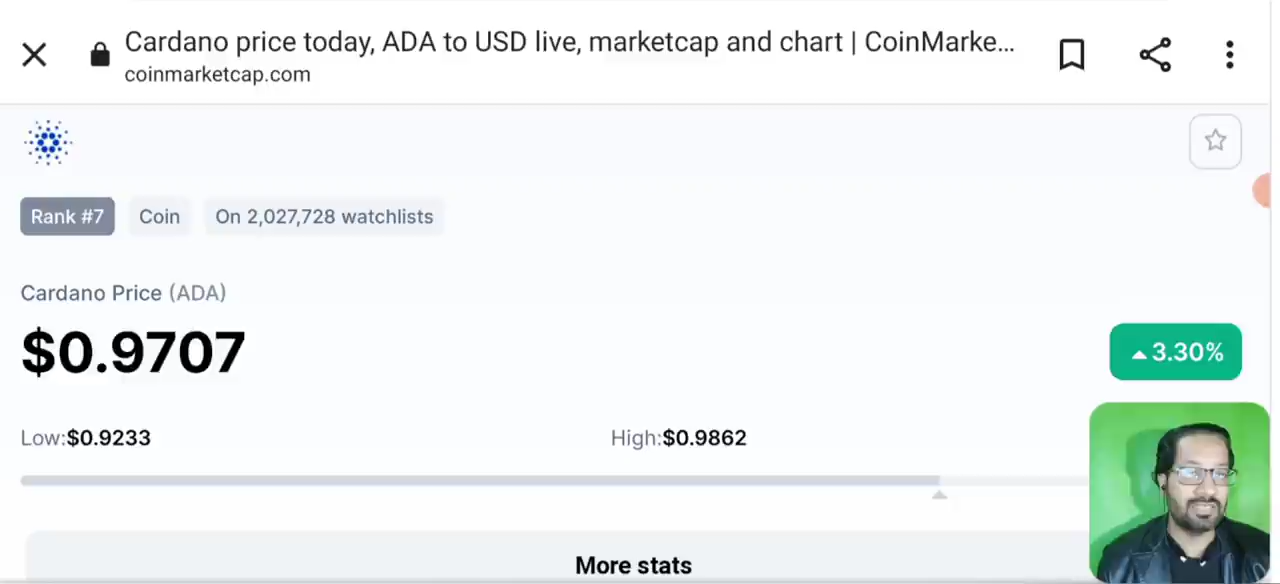 Cardano price today, ADA to USD live, marketcap and chart | CoinMarke...
coinmarketcap.com
Rank #7 Coin On 2,027,728 watchlists
Cardano Price (ADA)
$0.9707
3.30%
Low:$0.9233 High:$0.9862
More stats